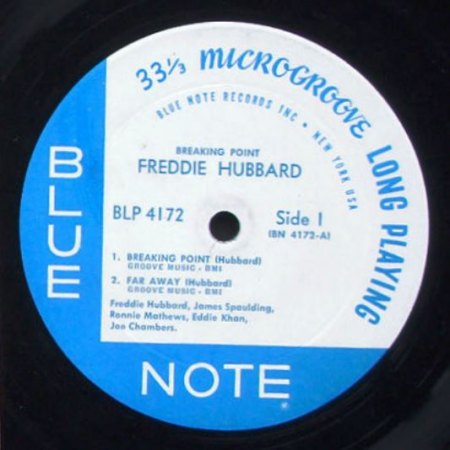 33⅓ MICROGROOVE LONG PLAYING
BLUE NOTE RECORDS INC • NEW YORK USA
BREAKING POINT
FREDDIE HUBBARD
BLP 4172
Side 1
(BN 4172-A)
1. BREAKING POINT (Hubbard)
GROOVE MUSIC - BMI
2. FAR AWAY (Hubbard)
GROOVE MUSIC - BMI
Freddie Hubbard, James Spaulding,
Ronnie Mathews, Eddie Khan,
Joe Chambers.
BLUE
NOTE